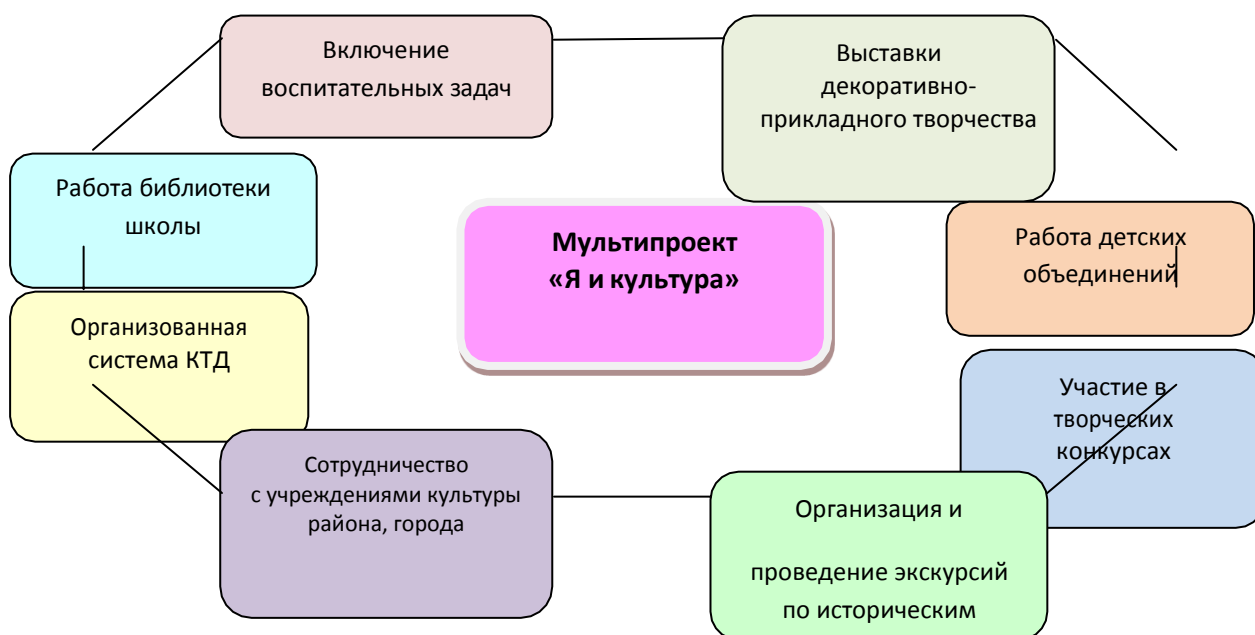 Включение
воспитательных задач
Выставки
декоративно-
прикладного творчества
Работа библиотеки
школы
Мультипроект
«Я и культура»
Работа детских
объединений
Организованная
система КТД
Участие в
творческих
конкурсах
Сотрудничество
с учреждениями культуры
района, города
Организация и
проведение экскурсий
по историческим